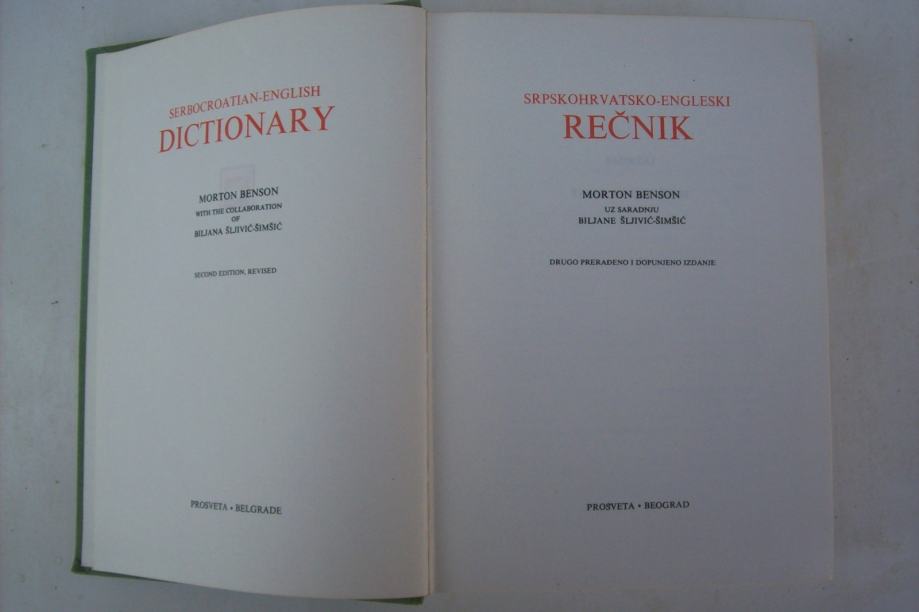 SERBOCROATIAN-ENGLISH
DICTIONARY
MORTON BENSON
WITH THE COLLABORATION
OF
BILJANA ŠLJIVIĆ-ŠIMŠIĆ
SECOND EDITION, REVISED
PROSVETA • BELGRADE
SRPSKOHRVATSKO-ENGLESKI
REČNIK
MORTON BENSON
UZ SARADNJU
BILJANE ŠLJIVIĆ-ŠIMŠIĆ
DRUGO PRERAĐENO I DOPUNJENO IZDANJE
PROSVETA • BEOGRAD